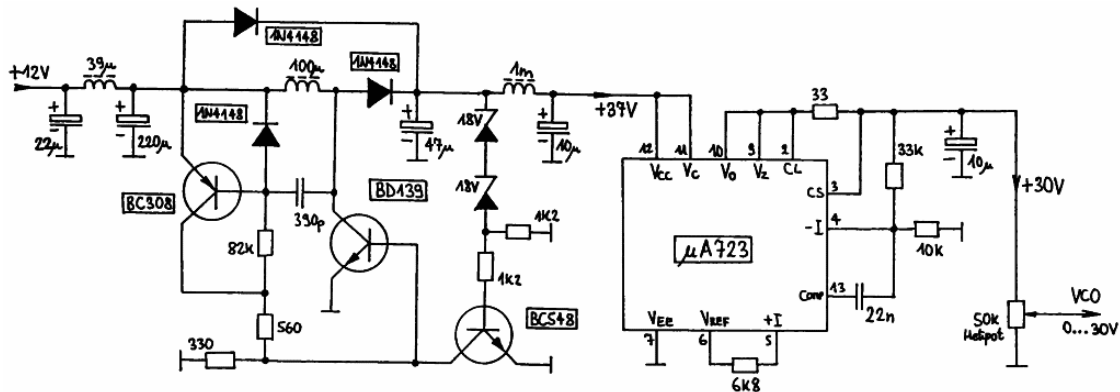 1N4148
39µ
100µ
1N4148
1m
+12V
+37V
33
1N4148
18V
12
11
10
9
2
33K
+
22µ
+
220µ
+
47µ
+
10µ
+
10µ
VCC
VC
VO
VZ
CL
CS
3
+30V
BC308
390p
BD139
18V
1K2
µA723
-I
4
10K
82K
1K2
Comp
13
22n
560
BC548
VEE
VREF
+I
7
6
5
50K
Helipot
VCO
0...30V
330
6K8